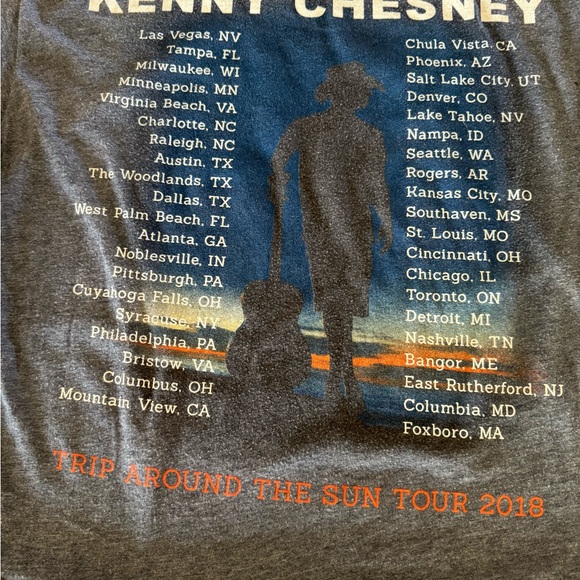 KENNY CHESNEY
Las Vegas, NV
Tampa, FL
Milwaukee, WI
Minneapolis, MN
Virginia Beach, VA
Charlotte, NC
Raleigh, NC
Austin, TX
The Woodlands, TX
Dallas, TX
West Palm Beach, FL
Atlanta, GA
Noblesville, IN
Pittsburgh, PA
Cuyahoga Falls, OH
Syracuse, NY
Philadelphia, PA
Bristow, VA
Columbus, OH
Mountain View, CA
Chula Vista, CA
Phoenix, AZ
Salt Lake City, UT
Denver, CO
Lake Tahoe, NV
Nampa, ID
Seattle, WA
Rogers, AR
Kansas City, MO
Southaven, MS
St. Louis, MO
Cincinnati, OH
Chicago, IL
Toronto, ON
Detroit, MI
Nashville, TN
Bangor, ME
East Rutherford, NJ
Columbia, MD
Foxboro, MA
TRIP AROUND THE SUN TOUR 2018